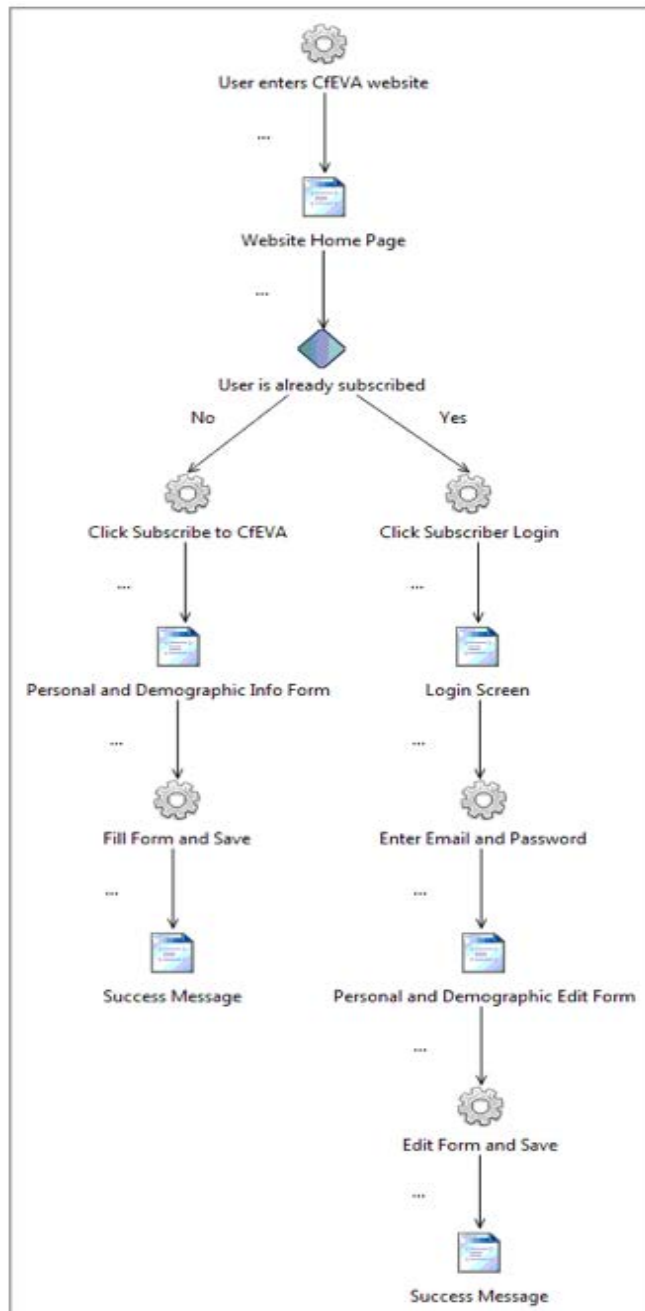 User enters CfEVA website
...
Website Home Page
...
User is already subscribed
No
Yes
Click Subscribe to CfEVA
Click Subscriber Login
...
...
Personal and Demographic Info Form
Login Screen
...
...
Fill Form and Save
Enter Email and Password
...
...
Success Message
Personal and Demographic Edit Form
...
Edit Form and Save
...
Success Message